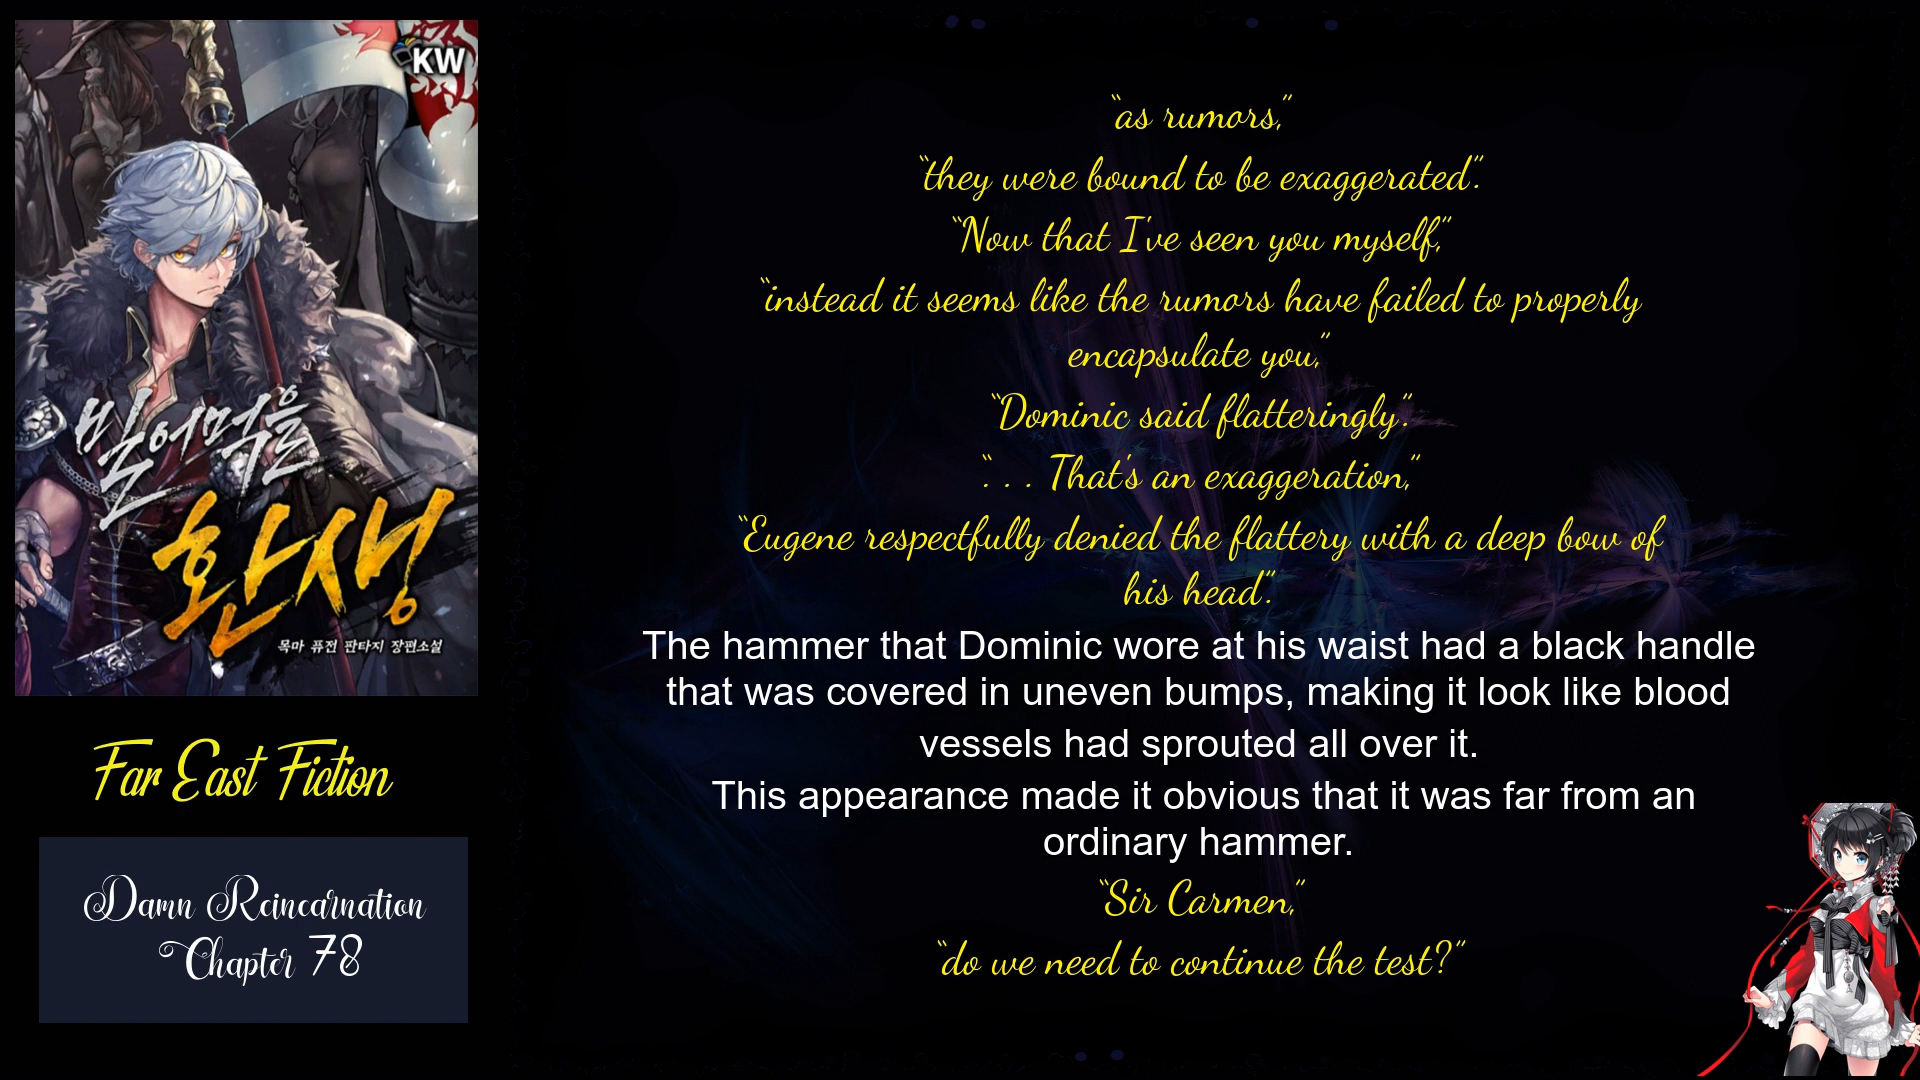 KW
빌어먹을
환생
목마 퓨전 판타지 장편소설
Far East Fiction
Damn Reincarnation
Chapter 78
“as rumors,”
“they were bound to be exaggerated”.
“Now that I've seen you myself,”
“instead it seems like the rumors have failed to properly
encapsulate you,”
“Dominic said flatteringly”.
“. . . That's an exaggeration,”
“Eugene respectfully denied the flattery with a deep bow of
his head”.
The hammer that Dominic wore at his waist had a black handle
that was covered in uneven bumps, making it look like blood
vessels had sprouted all over it.
This appearance made it obvious that it was far from an
ordinary hammer.
“Sir Carmen,”
“do we need to continue the test?”